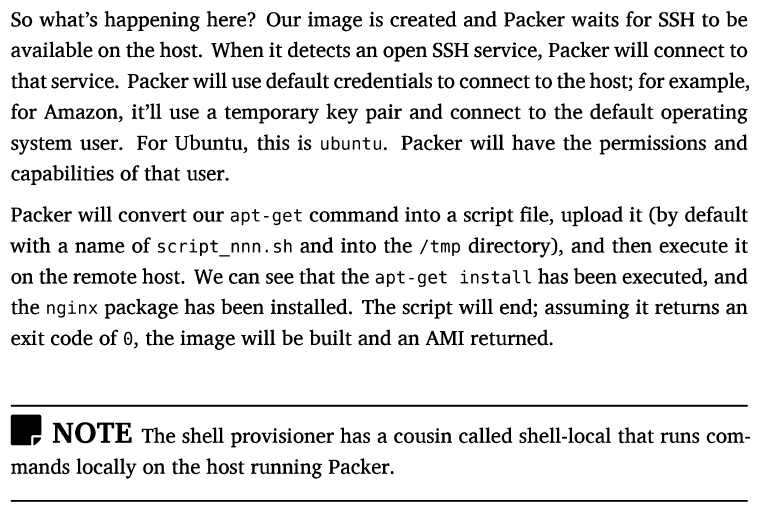 So what’s happening here? Our image is created and Packer waits for SSH to be
available on the host. When it detects an open SSH service, Packer will connect to
that service. Packer will use default credentials to connect to the host; for example,
for Amazon, it’ll use a temporary key pair and connect to the default operating
system user. For Ubuntu, this is ubuntu. Packer will have the permissions and
capabilities of that user.
Packer will convert our apt-get command into a script file, upload it (by default
with a name of script_nnn.sh and into the /tmp directory), and then execute it
on the remote host. We can see that the apt-get install has been executed, and
the nginx package has been installed. The script will end; assuming it returns an
exit code of 0, the image will be built and an AMI returned.
NOTE The shell provisioner has a cousin called shell-local that runs com-
mands locally on the host running Packer.